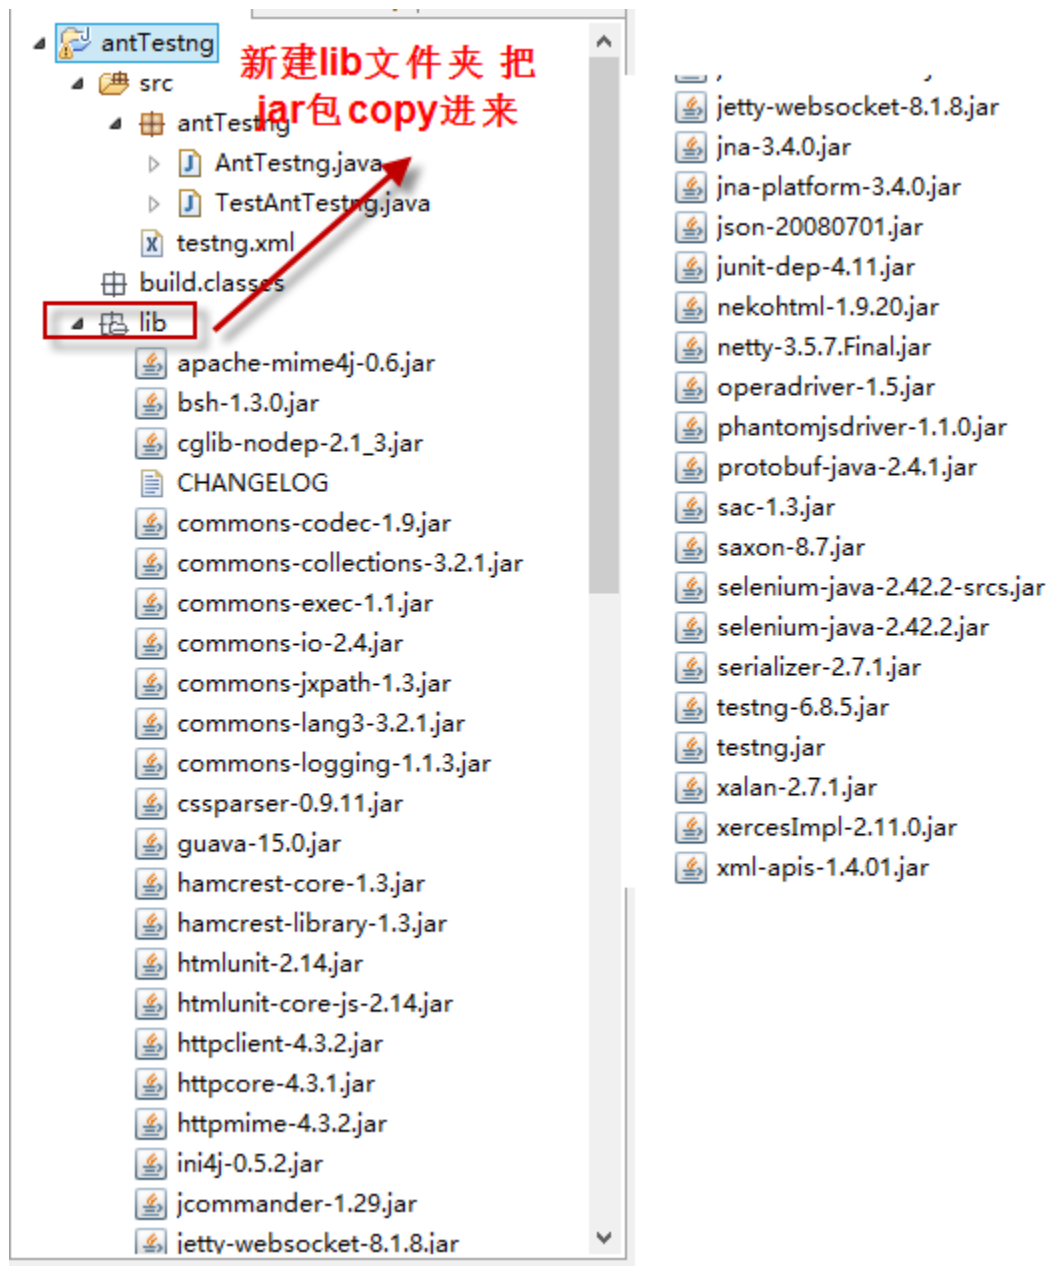 antTestng
新建lib文件夹 把
jar包copy进来
src
antTestng
AntTestng.java
TestAntTestng.java
testng.xml
build.classes
lib
apache-mime4j-0.6.jar
bsh-1.3.0.jar
cglib-nodep-2.1_3.jar
CHANGELOG
commons-codec-1.9.jar
commons-collections-3.2.1.jar
commons-exec-1.1.jar
commons-io-2.4.jar
commons-jxpath-1.3.jar
commons-lang3-3.2.1.jar
commons-logging-1.1.3.jar
cssparser-0.9.11.jar
guava-15.0.jar
hamcrest-core-1.3.jar
hamcrest-library-1.3.jar
htmlunit-2.14.jar
htmlunit-core-js-2.14.jar
httpclient-4.3.2.jar
httpcore-4.3.1.jar
httpmime-4.3.2.jar
ini4j-0.5.2.jar
jcommander-1.29.jar
jetty-websocket-8.1.8.jar
jetty-websocket-8.1.8.jar
jna-3.4.0.jar
jna-platform-3.4.0.jar
json-20080701.jar
junit-dep-4.11.jar
nekohtml-1.9.20.jar
netty-3.5.7.Final.jar
operadriver-1.5.jar
phantomjsdriver-1.1.0.jar
protobuf-java-2.4.1.jar
sac-1.3.jar
saxon-8.7.jar
selenium-java-2.42.2-srcs.jar
selenium-java-2.42.2.jar
serializer-2.7.1.jar
testng-6.8.5.jar
testng.jar
xalan-2.7.1.jar
xercesImpl-2.11.0.jar
xml-apis-1.4.01.jar